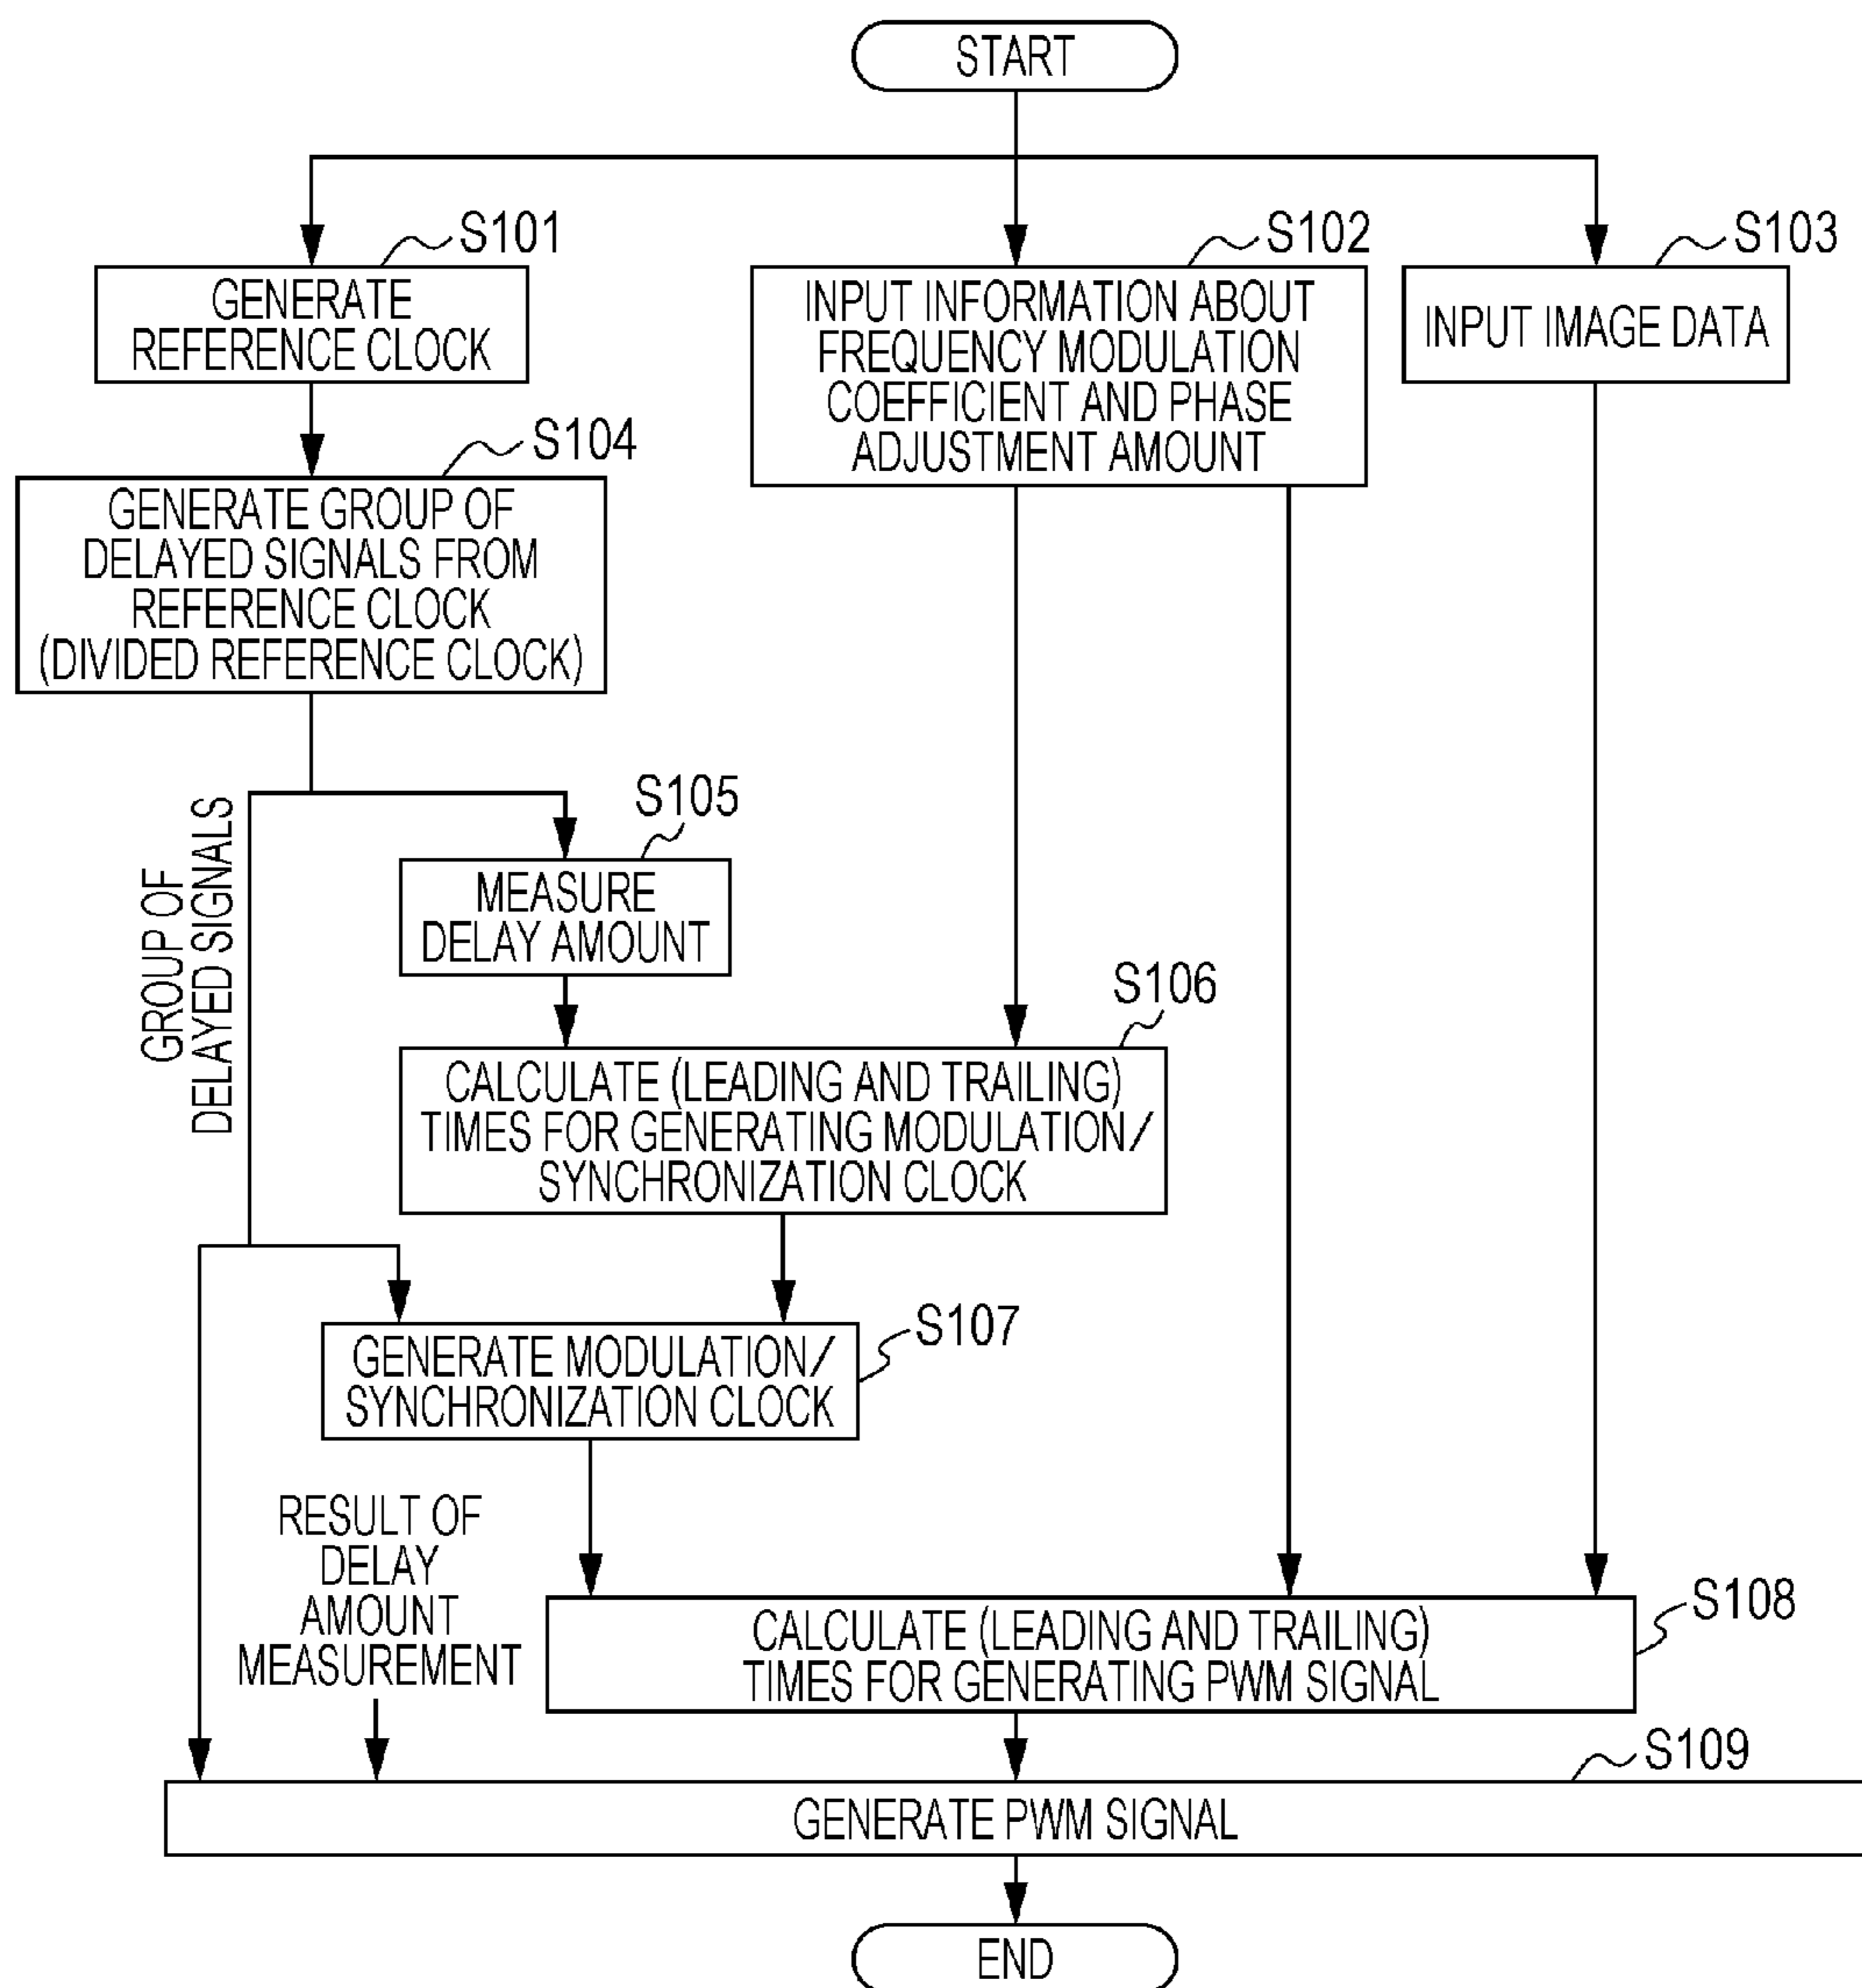 START
S101
S102
S103
GENERATE
REFERENCE CLOCK
INPUT INFORMATION ABOUT
FREQUENCY MODULATION
COEFFICIENT AND PHASE
ADJUSTMENT AMOUNT
INPUT IMAGE DATA
S104
GENERATE GROUP OF
DELAYED SIGNALS FROM
REFERENCE CLOCK
(DIVIDED REFERENCE CLOCK)
GROUP OF
DELAYED SIGNALS
S105
MEASURE
DELAY AMOUNT
S106
CALCULATE (LEADING AND TRAILING)
TIMES FOR GENERATING MODULATION/
SYNCHRONIZATION CLOCK
S107
GENERATE MODULATION/
SYNCHRONIZATION CLOCK
RESULT OF
DELAY
AMOUNT
MEASUREMENT
S108
CALCULATE (LEADING AND TRAILING)
TIMES FOR GENERATING PWM SIGNAL
S109
GENERATE PWM SIGNAL
END